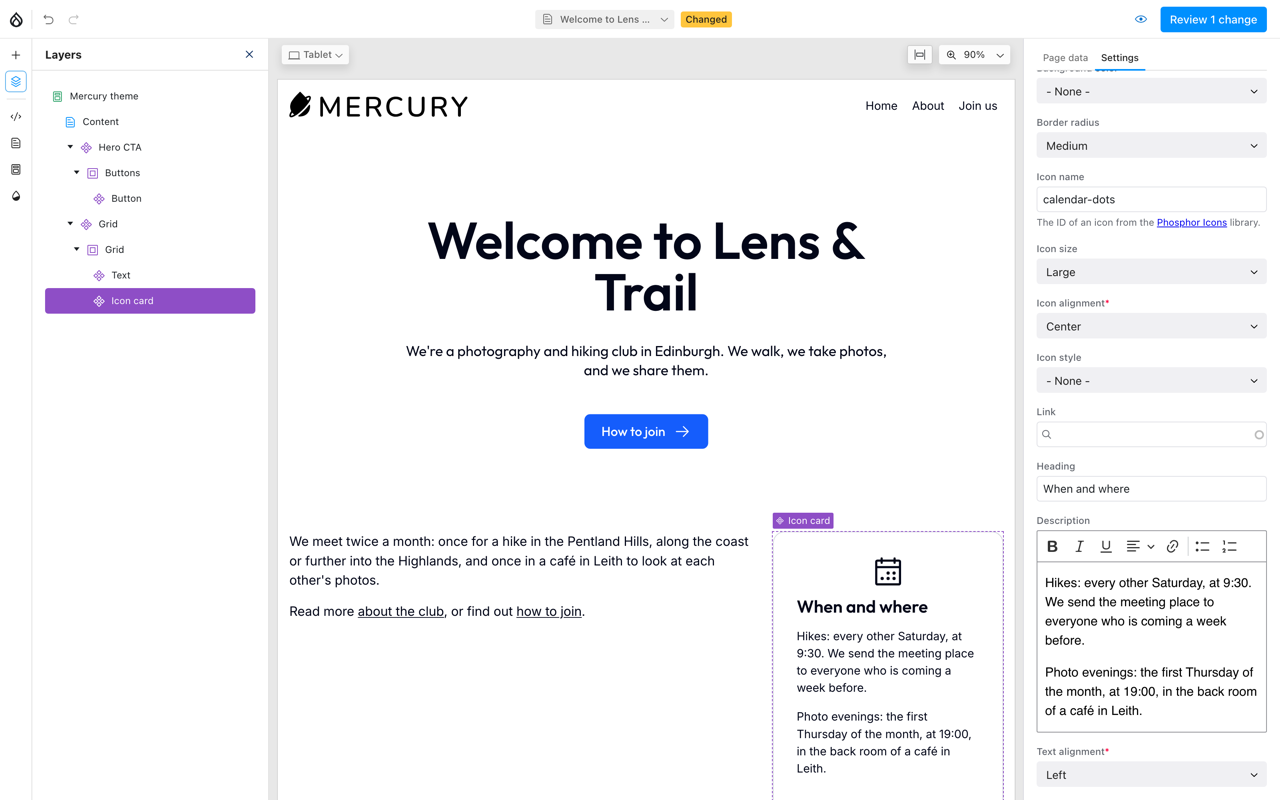 Welcome to Lens ...
Changed
Review 1 change
Layers
Mercury theme
Content
Hero CTA
Buttons
Button
Grid
Grid
Text
Icon card
Tablet
90%
MERCURY
Home About Join us
Welcome to Lens &
Trail
We're a photography and hiking club in Edinburgh. We walk, we take photos,
and we share them.
How to join
We meet twice a month: once for a hike in the Pentland Hills, along the coast
or further into the Highlands, and once in a café in Leith to look at each
other's photos.
Read more about the club, or find out how to join.
Icon card
When and where
Hikes: every other Saturday, at
9:30. We send the meeting place
to everyone who is coming a
week before.
Photo evenings: the first
Thursday of the month, at 19:00,
in the back room of a café in
Leith.
Page data Settings
Background color
- None -
Border radius
Medium
Icon name
calendar-dots
The ID of an icon from the Phosphor Icons library.
Icon size
Large
Icon alignment*
Center
Icon style
- None -
Link
Heading
When and where
Description
B I U
Hikes: every other Saturday, at 9:30.
We send the meeting place to
everyone who is coming a week
before.
Photo evenings: the first Thursday of
the month, at 19:00, in the back room
of a café in Leith.
Text alignment*
Left